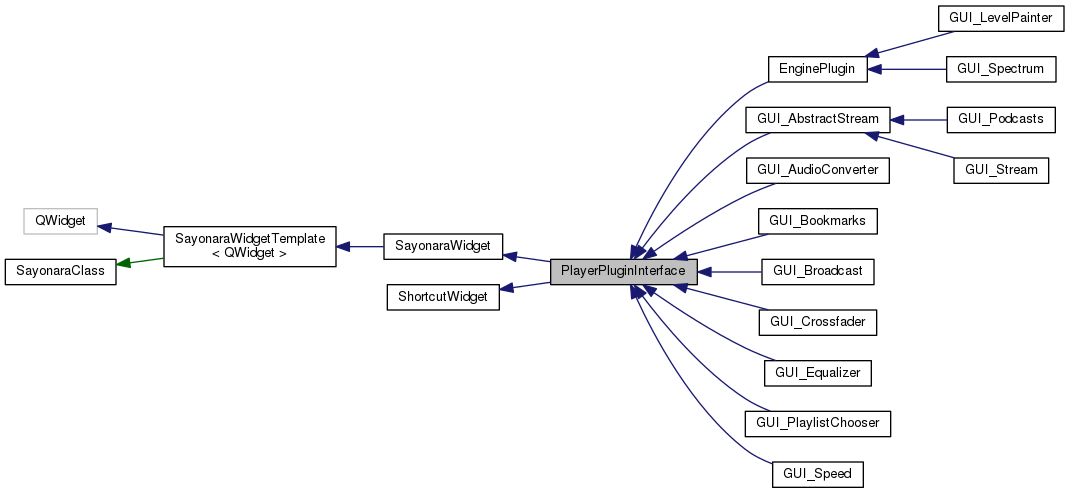 QWidget
SayonaraClass
SayonaraWidgetTemplate
< QWidget >
SayonaraWidget
ShortcutWidget
PlayerPluginInterface
EnginePlugin
GUI_AbstractStream
GUI_AudioConverter
GUI_Bookmarks
GUI_Broadcast
GUI_Crossfader
GUI_Equalizer
GUI_PlaylistChooser
GUI_Speed
GUI_LevelPainter
GUI_Spectrum
GUI_Podcasts
GUI_Stream